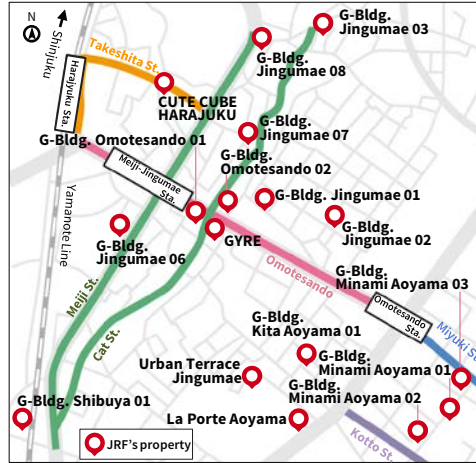 N
Shinjuku
G-Bldg.
Jingumae 03
G-Bldg.
Jingumae 08
Takeshita St.
Harajyuku Sta.
CUTE CUBE
HARAJUKU
G-Bldg.
Jingumae 07
G-Bldg. Omotesando 01
G-Bldg.
Omotesando 02
Meiji-Jingumae
Sta.
G-Bldg. Jingumae 01
G-Bldg.
Jingumae 02
Yamanote Line
G-Bldg.
Jingumae 06
GYRE
Omotesando
G-Bldg.
Minami Aoyama 03
Meiji St.
Cat St.
Omotesando
Sta.
Miyuki St
G-Bldg.
Kita Aoyama 01
G-Bldg.
Minami Aoyama 01
Urban Terrace
Jingumae
G-Bldg.
Minami Aoyama 02
G-Bldg. Shibuya 01
La Porte Aoyama
Kotto St.
JRF's property